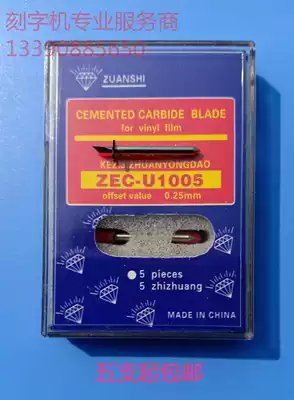 刻字机专业服务商
13390885650
ZUANSHI
CEMENTED CARBIDE BLADE
for vinyl film
ZHUANYONGDAO
ZEC-U1005
offset value 0.25mm
5 pieces
5 zhizhuang
MADE IN CHINA
五支起包邮